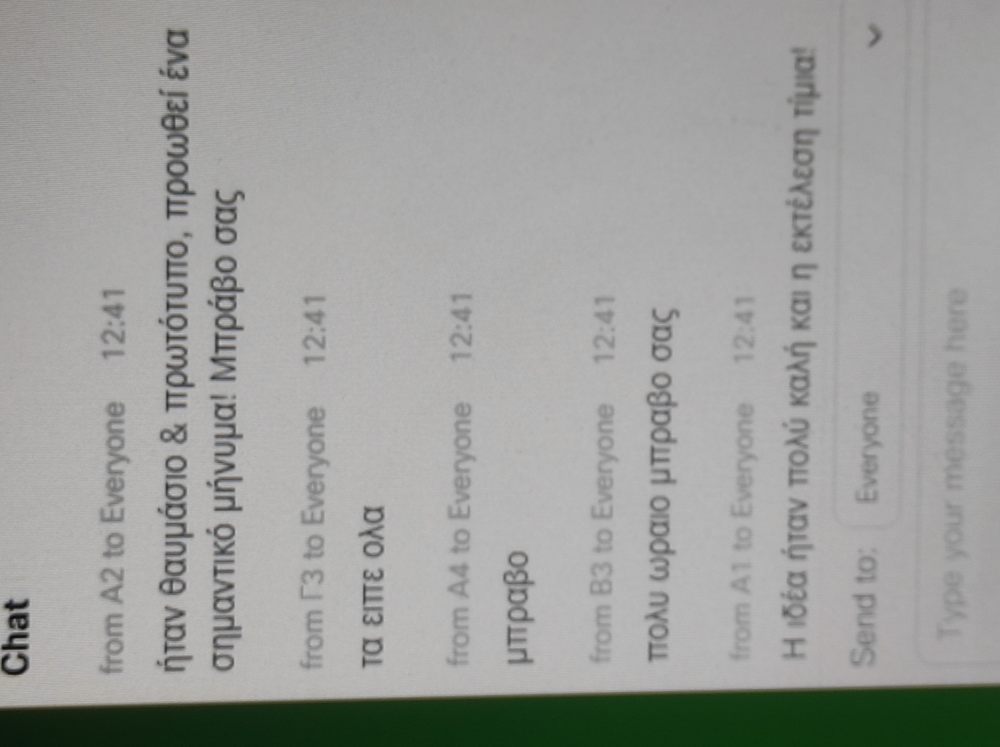 Chat
from A2 to Everyone 12:41
ήταν θαυμάσιο & πρωτότυπο, προωθεί ένα
σημαντικό μήνυμα! Μπράβο σας
from Γ3 to Everyone 12:41
τα ειπε ολα
from A4 to Everyone 12:41
μπραβο
from B3 to Everyone 12:41
πολυ ωραιο μπραβο σας
from A1 to Everyone 12:41
Η ιδέα ήταν πολύ καλή και η εκτέλεση τίμια!
Send to: Everyone
Type your message here